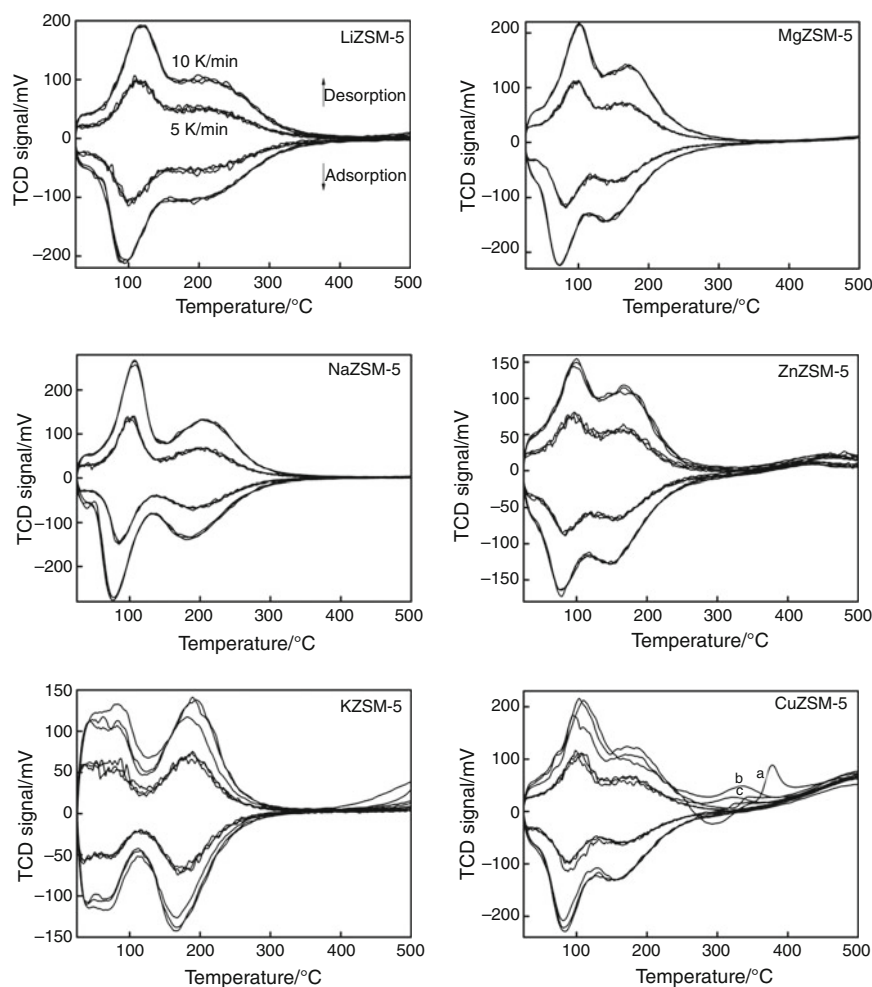 LiZSM-5
200
100
0
−100
−200
TCD signal/mV
10 K/min
5 K/min
Desorption
Adsorption
100 200 300 400 500
Temperature/°C
MgZSM-5
200
100
0
−100
−200
TCD signal/mV
100 200 300 400 500
Temperature/°C
NaZSM-5
200
100
0
−100
−200
TCD signal/mV
100 200 300 400 500
Temperature/°C
ZnZSM-5
150
100
50
0
−50
−100
−150
TCD signal/mV
100 200 300 400 500
Temperature/°C
KZSM-5
150
100
50
0
−50
−100
−150
TCD signal/mV
100 200 300 400 500
Temperature/°C
CuZSM-5
200
100
0
−100
−200
TCD signal/mV
b
a
c
100 200 300 400 500
Temperature/°C